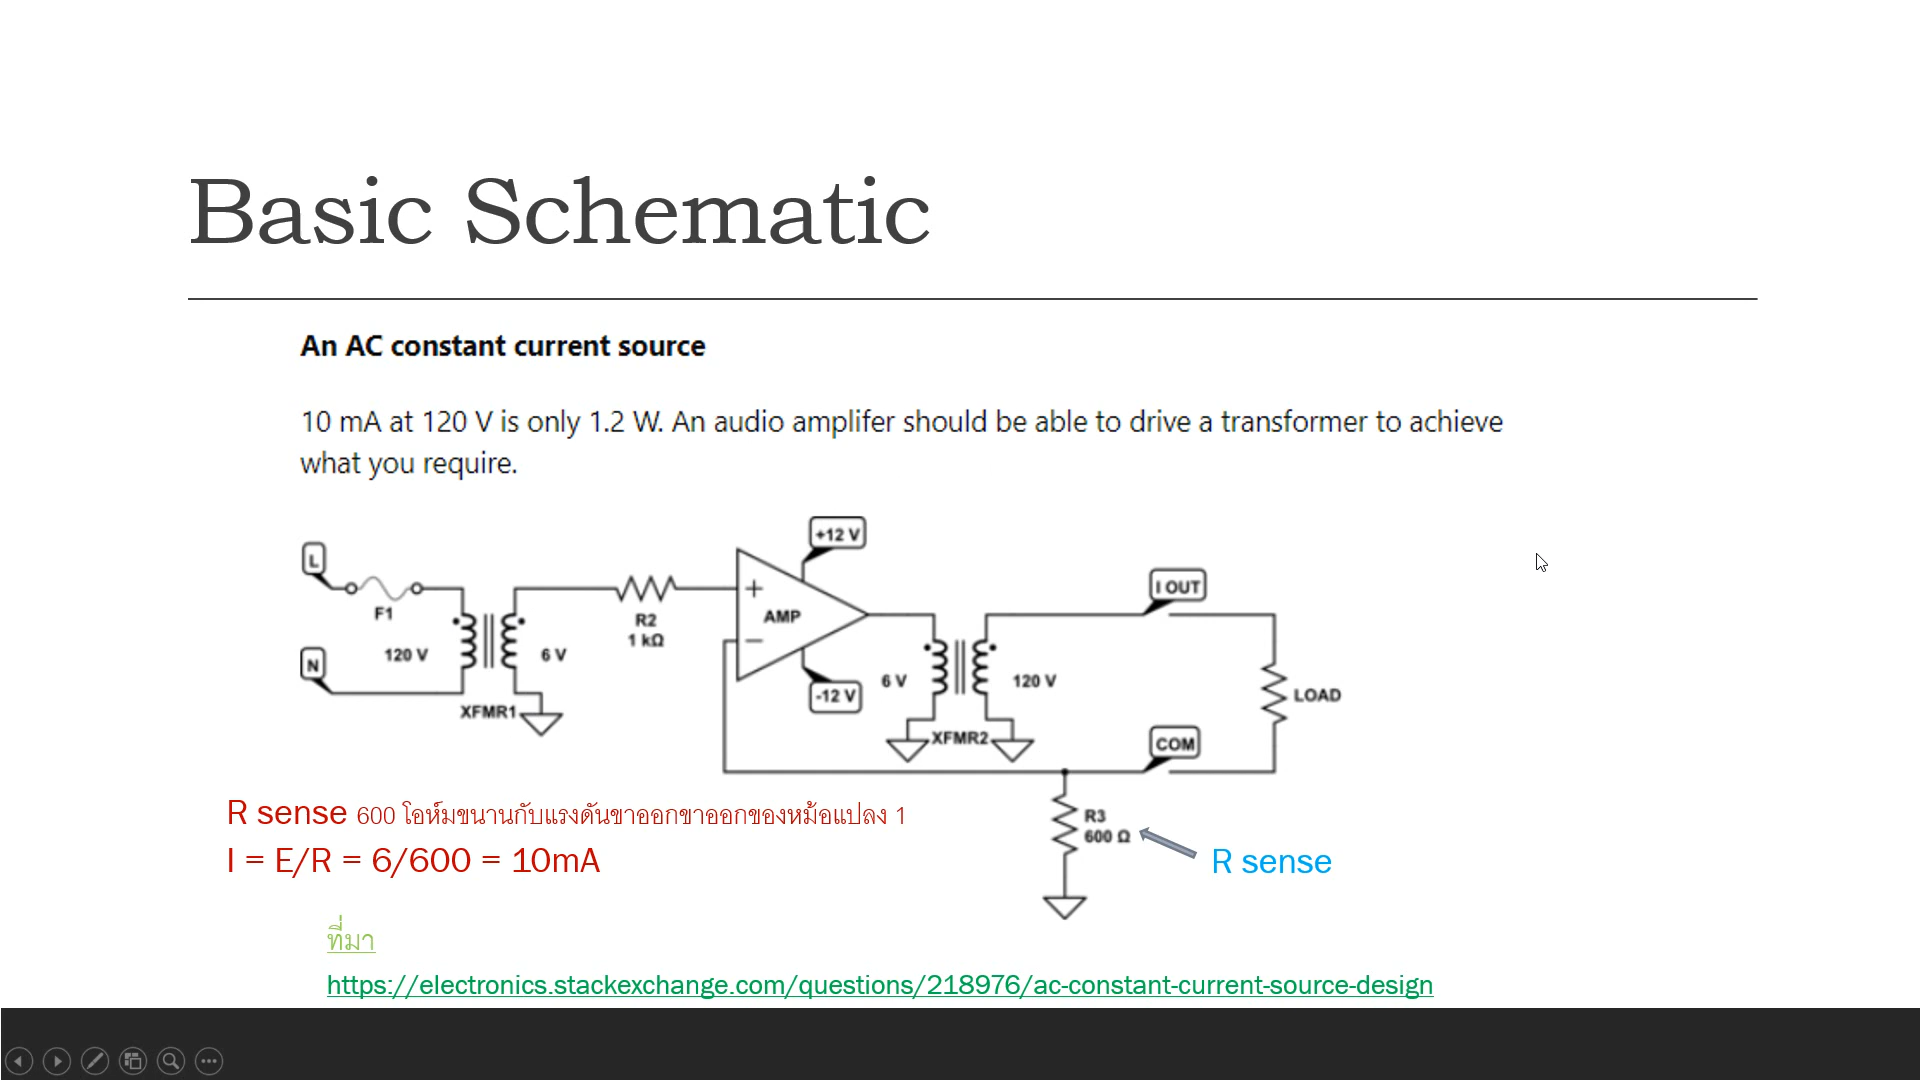 Basic Schematic
An AC constant current source
10 mA at 120 V is only 1.2 W. An audio amplifer should be able to drive a transformer to achieve
what you require.
+12 V
L
I OUT
F1
+
AMP
R2
1 kΩ
120 V
6 V
N
−
6 V
120 V
-12 V
LOAD
XFMR1
XFMR2
COM
R sense 600 โอห์มขนานกับแรงดันขาออกขาออกของหม้อแปลง 1
R3
600 Ω
I = E/R = 6/600 = 10mA
R sense
ที่มา
https://electronics.stackexchange.com/questions/218976/ac-constant-current-source-design